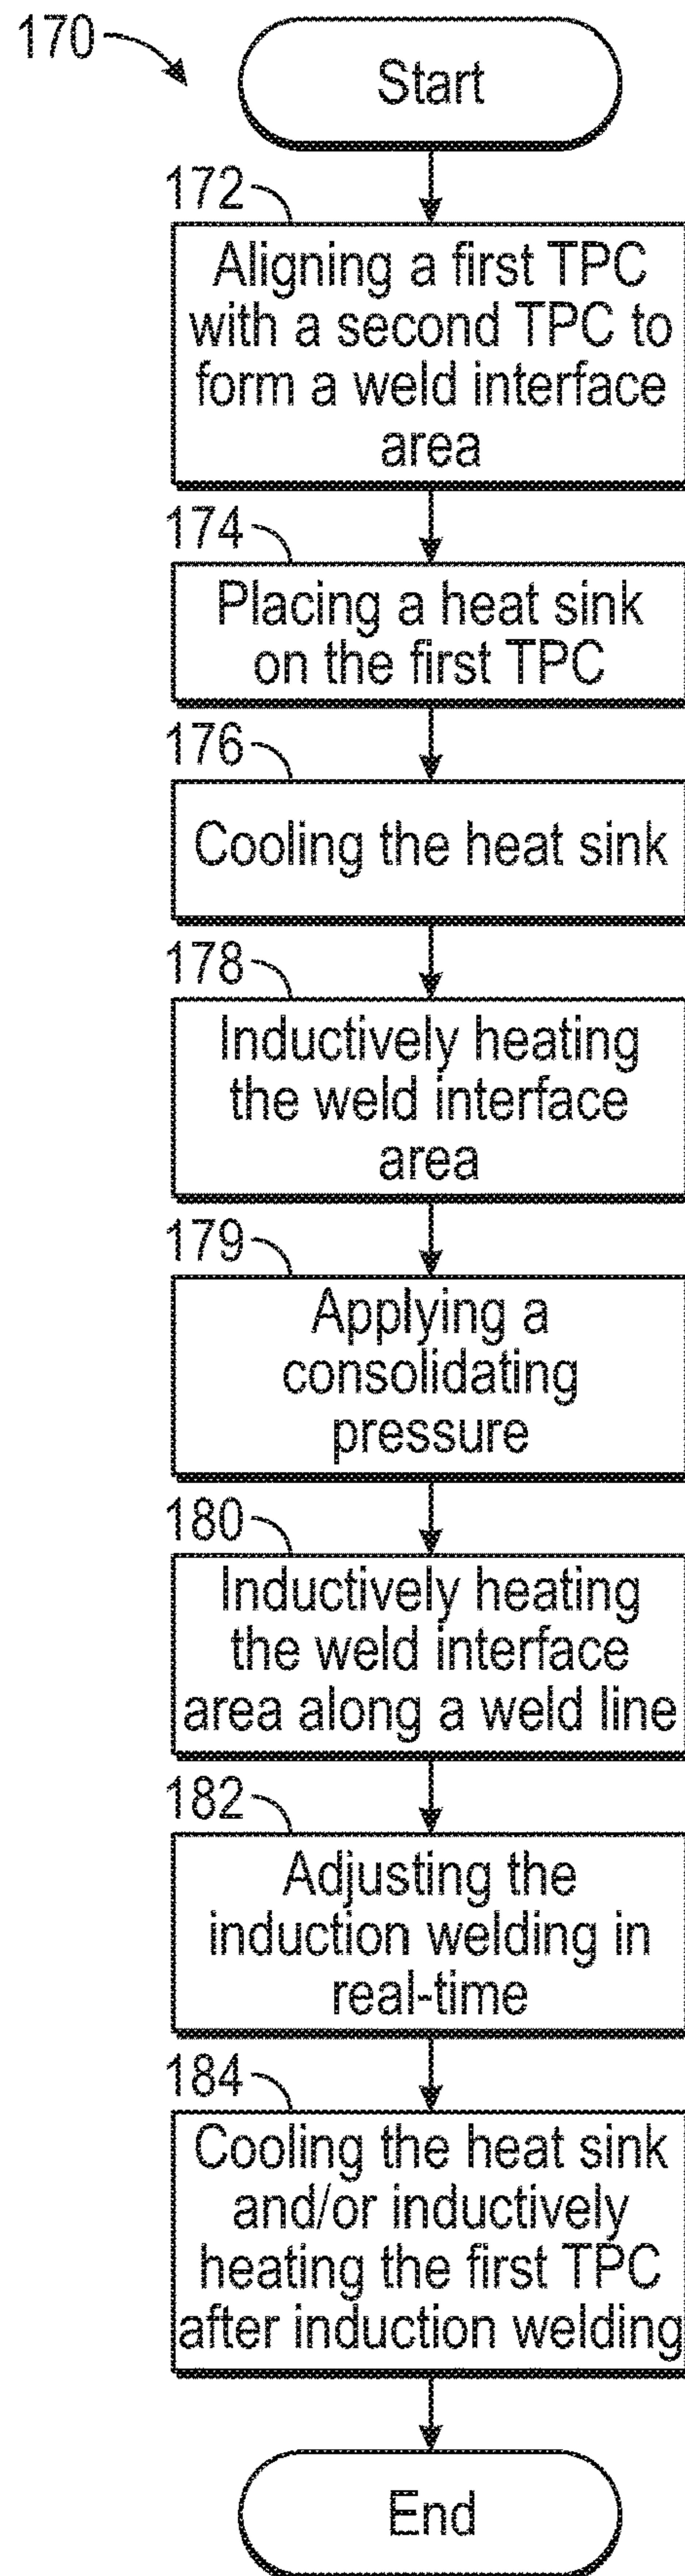 170
Start
172
Aligning a first TPC
with a second TPC to
form a weld interface
area
174
Placing a heat sink
on the first TPC
176
Cooling the heat sink
178
Inductively heating
the weld interface
area
179
Applying a
consolidating
pressure
180
Inductively heating
the weld interface
area along a weld line
182
Adjusting the
induction welding in
real-time
184
Cooling the heat sink
and/or inductively
heating the first TPC
after induction welding
End